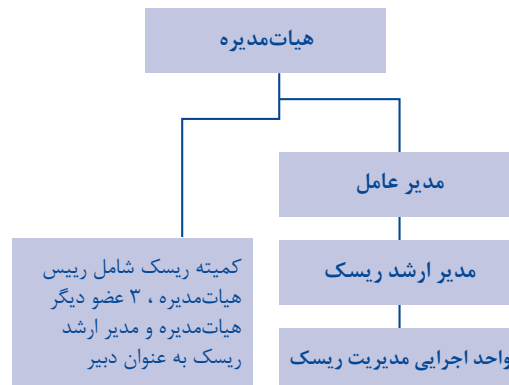 هیات‌مدیره
مدیر عامل
مدیر ارشد ریسک
واحد اجرایی مدیریت ریسک
کمیته ریسک شامل رییس
هیات‌مدیره ، ۳ عضو دیگر
هیات‌مدیره و مدیر ارشد
ریسک به عنوان دبیر